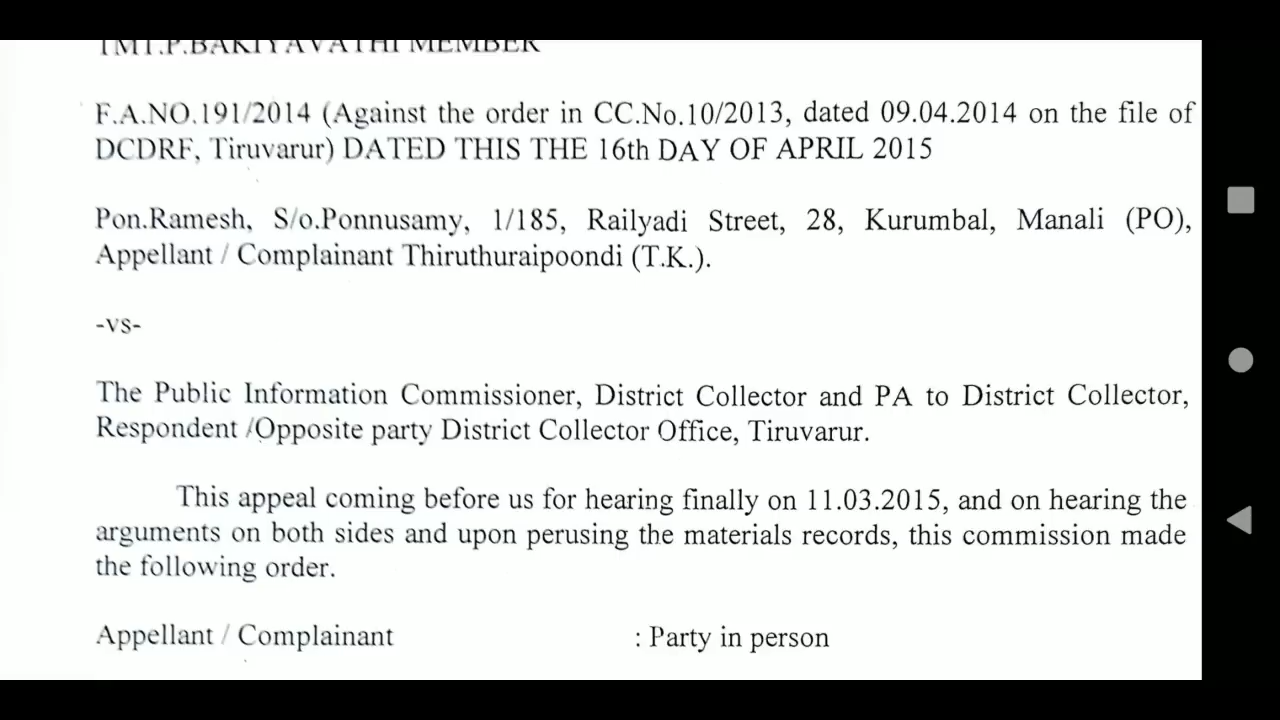 TMT.P.BAKIYAVATHI MEMBER
F.A.NO.191/2014 (Against the order in CC.No.10/2013, dated 09.04.2014 on the file of
DCDRF, Tiruvarur) DATED THIS THE 16th DAY OF APRIL 2015
Pon.Ramesh, S/o.Ponnusamy, 1/185, Railyadi Street, 28, Kurumbal, Manali (PO),
Appellant / Complainant Thiruthuraipoondi (T.K.).
-vs-
The Public Information Commissioner, District Collector and PA to District Collector,
Respondent /Opposite party District Collector Office, Tiruvarur.
This appeal coming before us for hearing finally on 11.03.2015, and on hearing the
arguments on both sides and upon perusing the materials records, this commission made
the following order.
Appellant / Complainant : Party in person